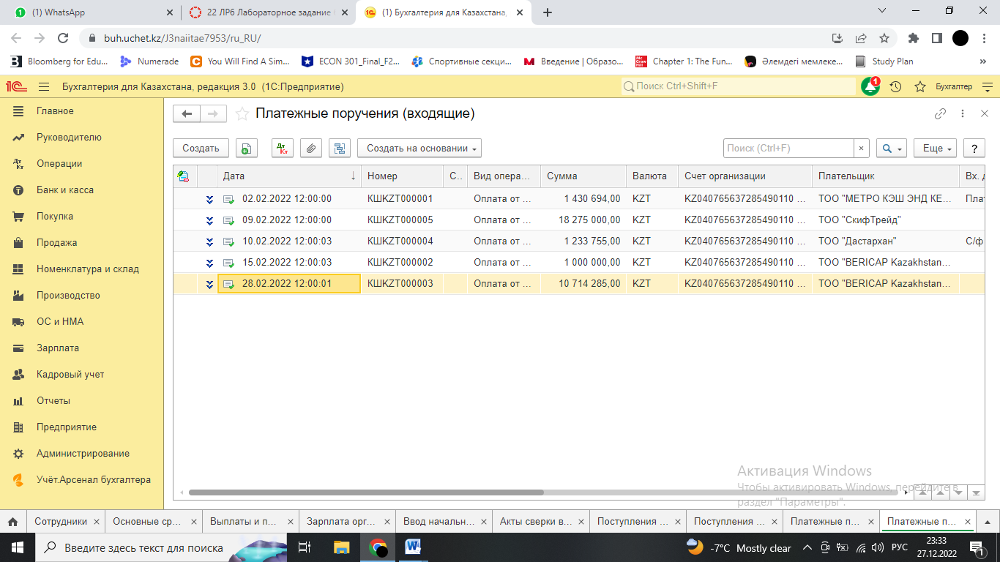 (1) WhatsApp
22 ЛР6 Лабораторное задание
(1) Бухгалтерия для Казахстана,
buh.uchet.kz/J3naiitae7953/ru_RU/
Bloomberg for Edu... Numerade You Will Find A Sim... ECON 301_Final_F2... Спортивные секци... Введение | Образо... Chapter 1: The Fun... Әлемдегі мемлеке... Study Plan »
1С Бухгалтерия для Казахстана, редакция 3.0 (1С:Предприятие) Поиск Ctrl+Shift+F 1 Бухгалтер
Главное
Руководителю
Операции
Банк и касса
Покупка
Продажа
Номенклатура и склад
Производство
ОС и НМА
Зарплата
Кадровый учет
Отчеты
Предприятие
Администрирование
Учёт.Арсенал бухгалтера
Платежные поручения (входящие)
Создать Дт Кт Создать на основании Поиск (Ctrl+F) × Еще ?
Дата ↓ Номер С.. Вид опера... Сумма Валюта Счет организации Плательщик Вх. д
02.02.2022 12:00:00 КШKZT000001 Оплата от ... 1 430 694,00 KZT KZ040765637285490110 ... ТОО "МЕТРО КЭШ ЭНД КЕ... Плат
09.02.2022 12:00:00 КШKZT000005 Оплата от ... 18 275 000,00 KZT KZ040765637285490110 ... ТОО "СкифТрейд"
10.02.2022 12:00:03 КШKZT000004 Оплата от ... 1 233 755,00 KZT KZ040765637285490110 ... ТОО "Дастархан" С/ф
15.02.2022 12:00:03 КШKZT000002 Оплата от ... 1 000 000,00 KZT KZ040765637285490110 ... ТОО "BERICAP Kazakhstan...
28.02.2022 12:00:01 КШKZT000003 Оплата от ... 10 714 285,00 KZT KZ040765637285490110 ... ТОО "BERICAP Kazakhstan...
Активация Windows
Чтобы активировать Windows, перейдите в
раздел "Параметры".
Сотрудники × Основные ср... × Выплаты и п... × Зарплата орг... × Ввод начальн... × Акты сверки в... × Поступления ... × Поступления ... × Платежные п... × Платежные п... ×
Введите здесь текст для поиска
-7°C Mostly clear РУС 23:33
27.12.2022
1